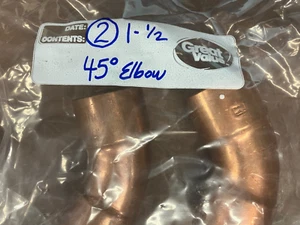 DATE:
CONTENTS: ② 1-1/2
45° Elbow
Great Value